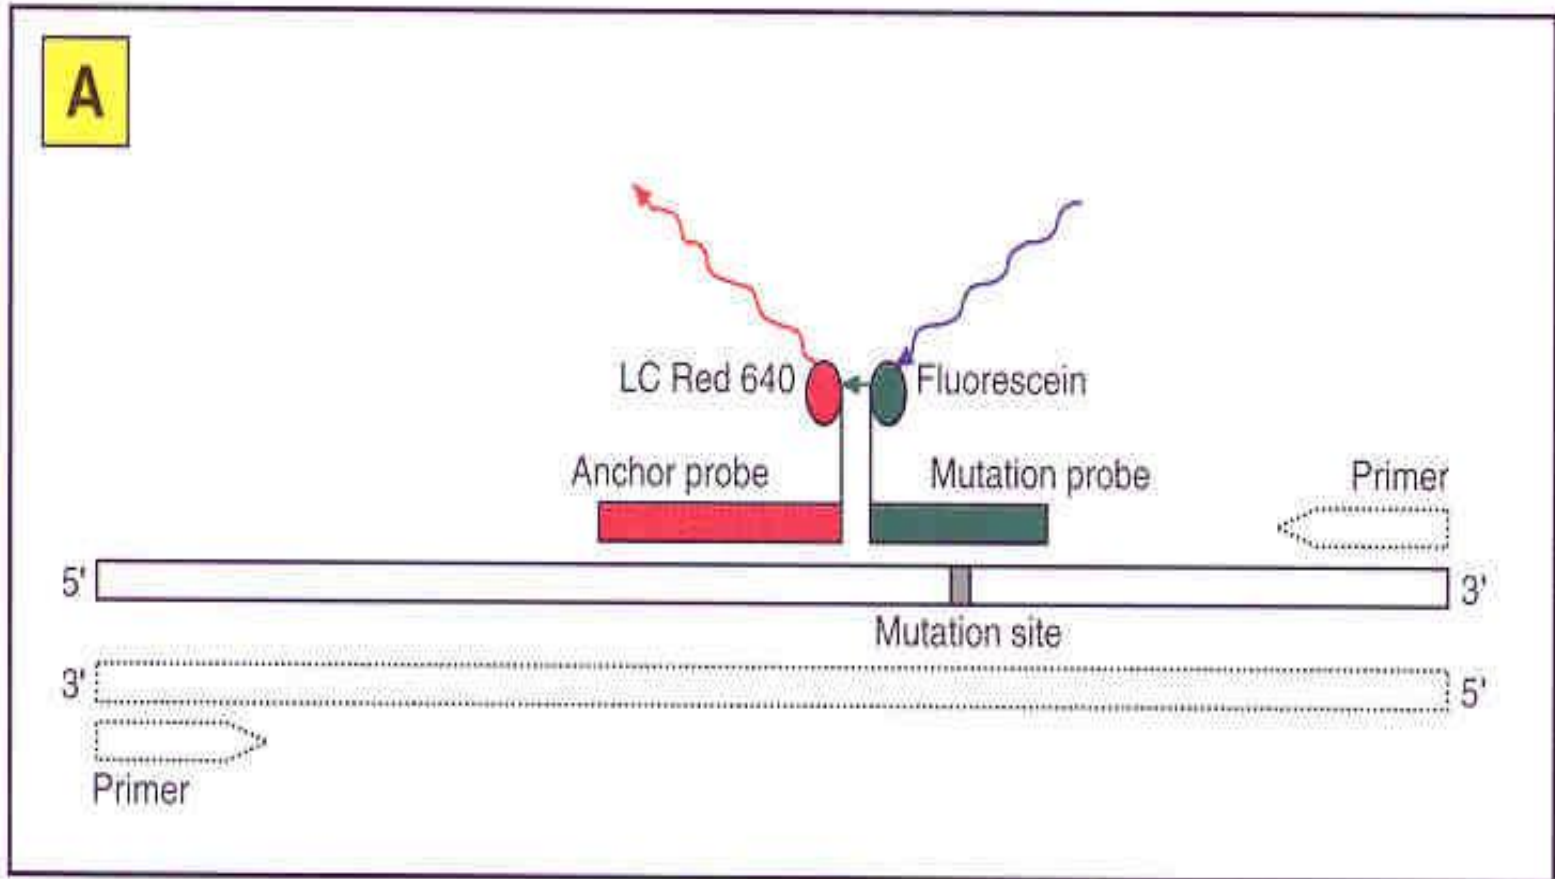 A
LC Red 640
Fluorescein
Anchor probe
Mutation probe
Primer
5'
3'
Mutation site
3'
5'
Primer